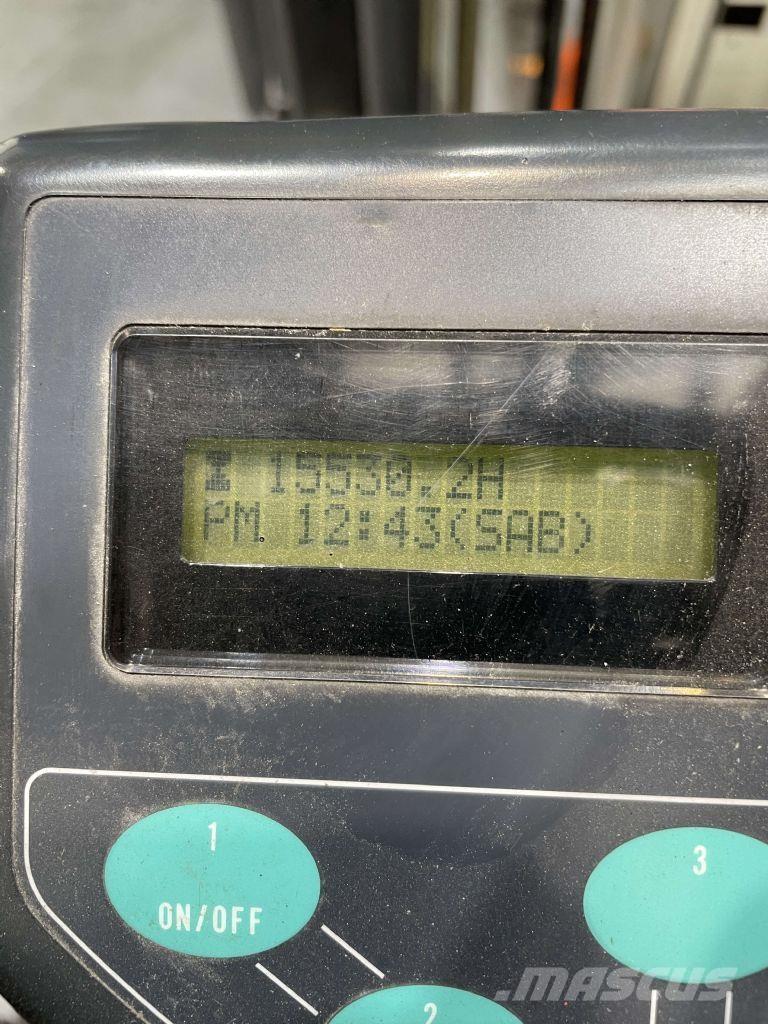 15530.2H
PM 12:43(SAB)
1
ON/OFF
3
2
MASCUS